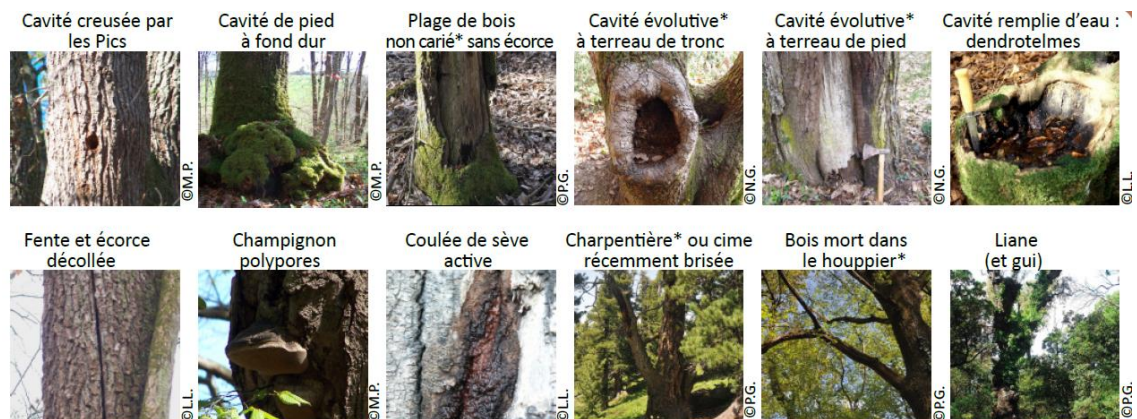 Cavité creusée par
les Pics
Cavité de pied
à fond dur
Plage de bois
non carié* sans écorce
Cavité évolutive*
à terreau de tronc
Cavité évolutive*
à terreau de pied
Cavité remplie d’eau :
dendrotelmes
©M.P.
©M.P.
©P.G.
©N.G.
©N.G.
©L.L.
Fente et écorce
décollée
Champignon
polypores
Coulée de sève
active
Charpentière* ou cime
récemment brisée
Bois mort dans
le houppier*
Liane
(et gui)
©L.L.
©M.P.
©P.G.
©P.G.
©P.G.
©P.G.